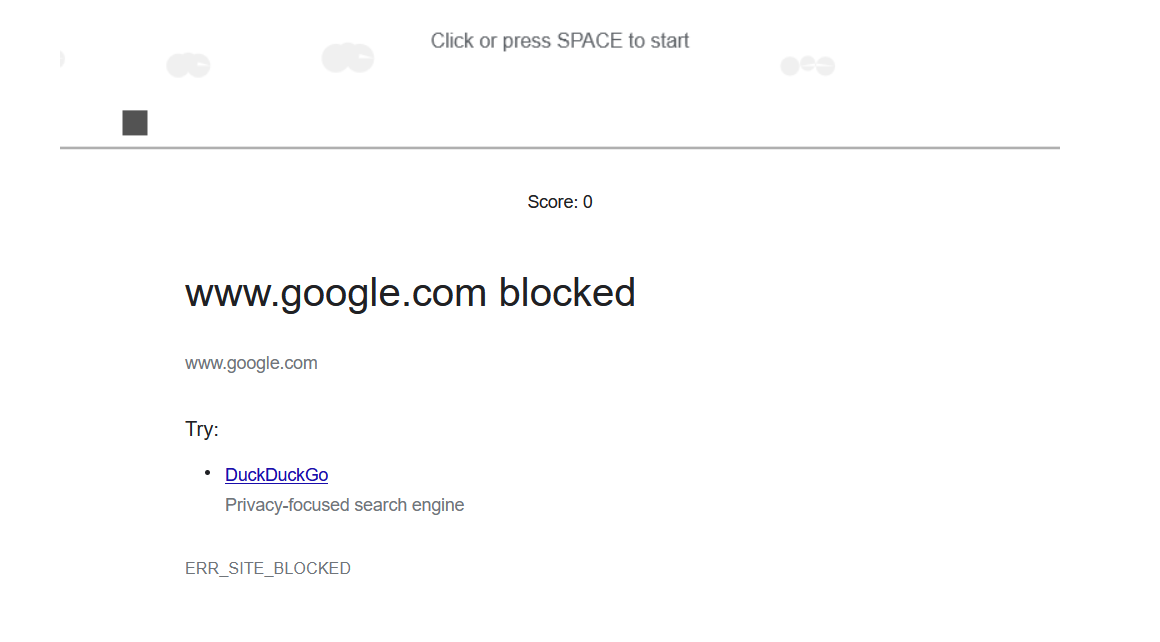 Click or press SPACE to start
Score: 0
www.google.com blocked
www.google.com
Try:
• DuckDuckGo
Privacy-focused search engine
ERR_SITE_BLOCKED